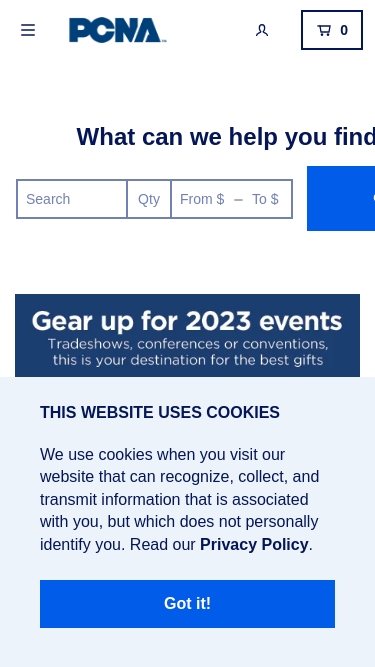 PCNA
0
What can we help you find
Search Qty From $ – To $
Gear up for 2023 events
Tradeshows, conferences or conventions,
this is your destination for the best gifts
THIS WEBSITE USES COOKIES
We use cookies when you visit our
website that can recognize, collect, and
transmit information that is associated
with you, but which does not personally
identify you. Read our Privacy Policy.
Got it!